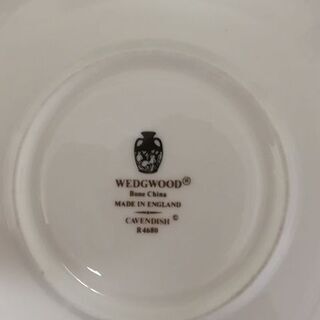 WEDGWOOD®
Bone China
MADE IN ENGLAND
CAVENDISH ©
R4680